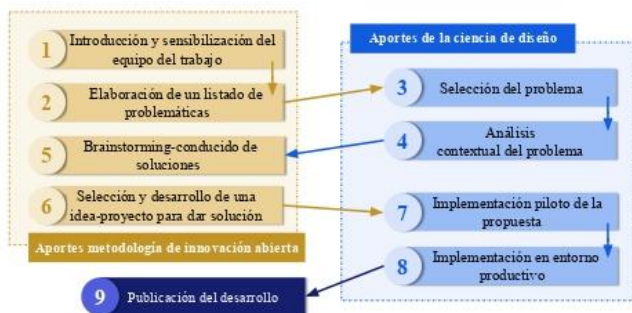 1 Introducción y sensibilización del
equipo del trabajo
2 Elaboración de un listado de
problemáticas
5 Brainstorming-conducido de
soluciones
6 Selección y desarrollo de una
idea-proyecto para dar solución
Aportes metodología de innovación abierta
Aportes de la ciencia de diseño
3 Selección del problema
4 Análisis
contextual del problema
7 Implementación piloto de la
propuesta
8 Implementación en entorno
productivo
9 Publicación del desarrollo